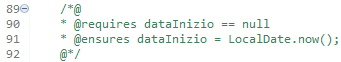 89 /*@
90 * @requires dataInizio == null
91 * @ensures dataInizio = LocalDate.now();
92 @*/